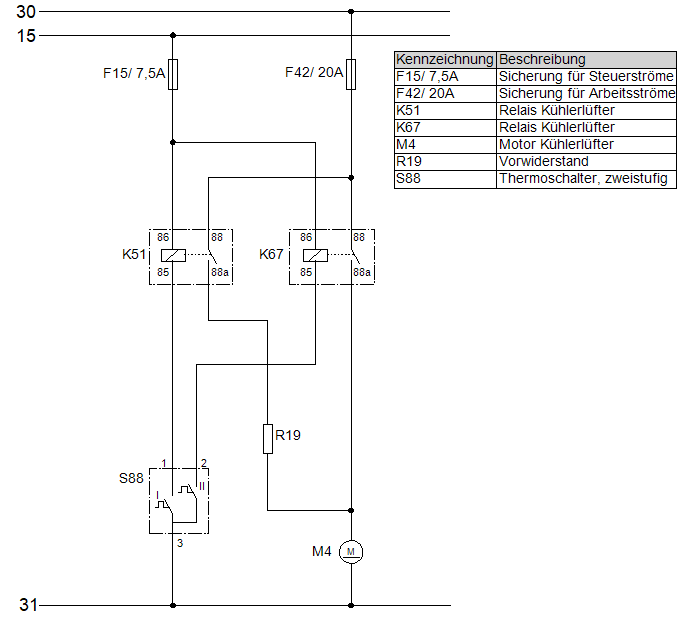 30
15
F15/ 7,5A
F42/ 20A
Kennzeichnung Beschreibung
F15/ 7,5A Sicherung für Steuerströme
F42/ 20A Sicherung für Arbeitsströme
K51 Relais Kühlerlüfter
K67 Relais Kühlerlüfter
M4 Motor Kühlerlüfter
R19 Vorwiderstand
S88 Thermoschalter, zweistufig
86 88 86 88
K51 K67
85 88a 85 88a
R19
1 2
S88
I II
3
M4 M
31